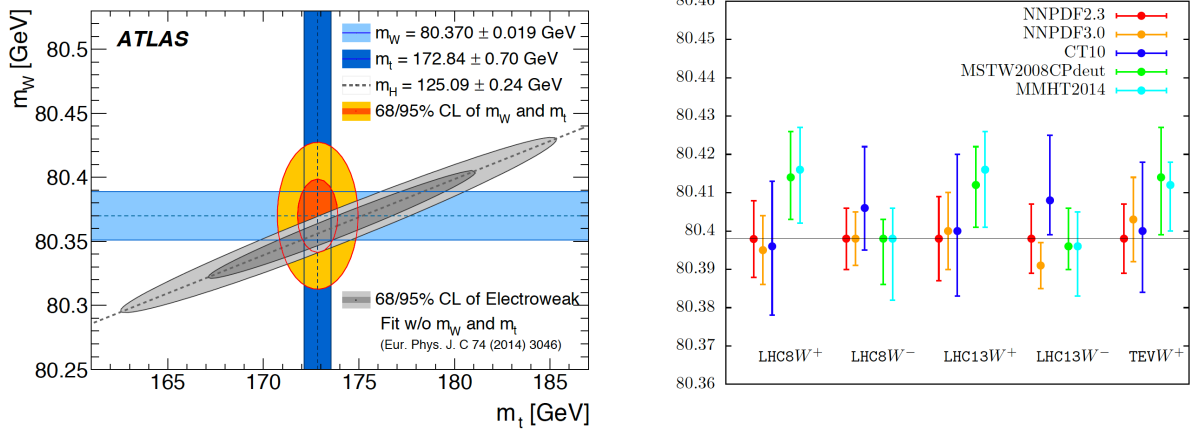 ATLAS
m_W = 80.370 ± 0.019 GeV
m_t = 172.84 ± 0.70 GeV
m_H = 125.09 ± 0.24 GeV
68/95% CL of m_W and m_t
68/95% CL of Electroweak
Fit w/o m_W and m_t
(Eur. Phys. J. C 74 (2014) 3046)
m_W [GeV]
80.5
80.45
80.4
80.35
80.3
80.25
165 170 175 180 185
m_t [GeV]
NNPDF2.3
NNPDF3.0
CT10
MSTW2008CPdeut
MMHT2014
80.46
80.45
80.44
80.43
80.42
80.41
80.4
80.39
80.38
80.37
80.36
LHC8W+ LHC8W− LHC13W+ LHC13W− TEVW+